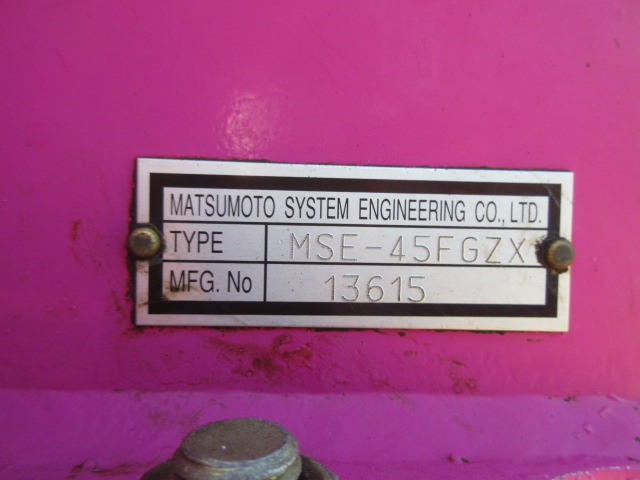 MATSUMOTO SYSTEM ENGINEERING CO., LTD.
TYPE MSE-45FGZX
MFG. No 13615